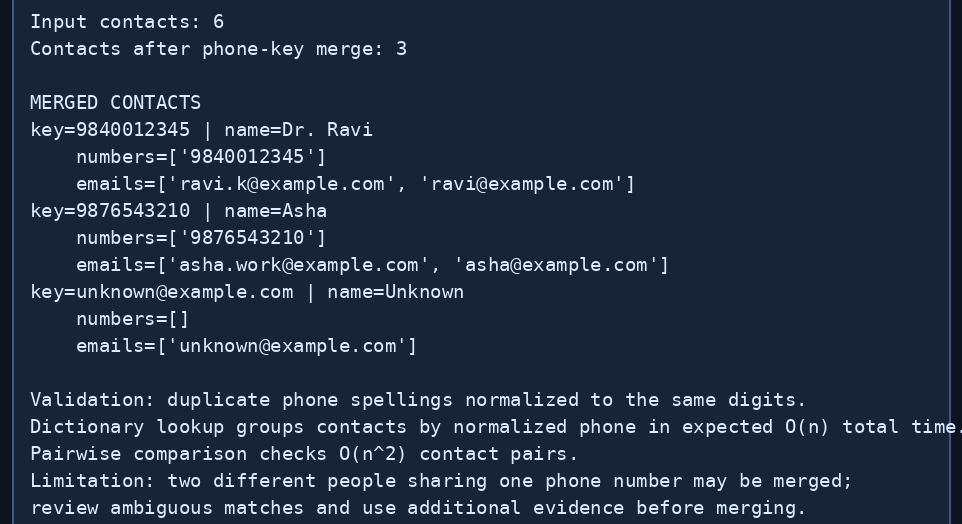 Input contacts: 6
Contacts after phone-key merge: 3
MERGED CONTACTS
key=9840012345 | name=Dr. Ravi
numbers=['9840012345']
emails=['ravi.k@example.com', 'ravi@example.com']
key=9876543210 | name=Asha
numbers=['9876543210']
emails=['asha.work@example.com', 'asha@example.com']
key=unknown@example.com | name=Unknown
numbers=[]
emails=['unknown@example.com']
Validation: duplicate phone spellings normalized to the same digits.
Dictionary lookup groups contacts by normalized phone in expected O(n) total time.
Pairwise comparison checks O(n^2) contact pairs.
Limitation: two different people sharing one phone number may be merged;
review ambiguous matches and use additional evidence before merging.